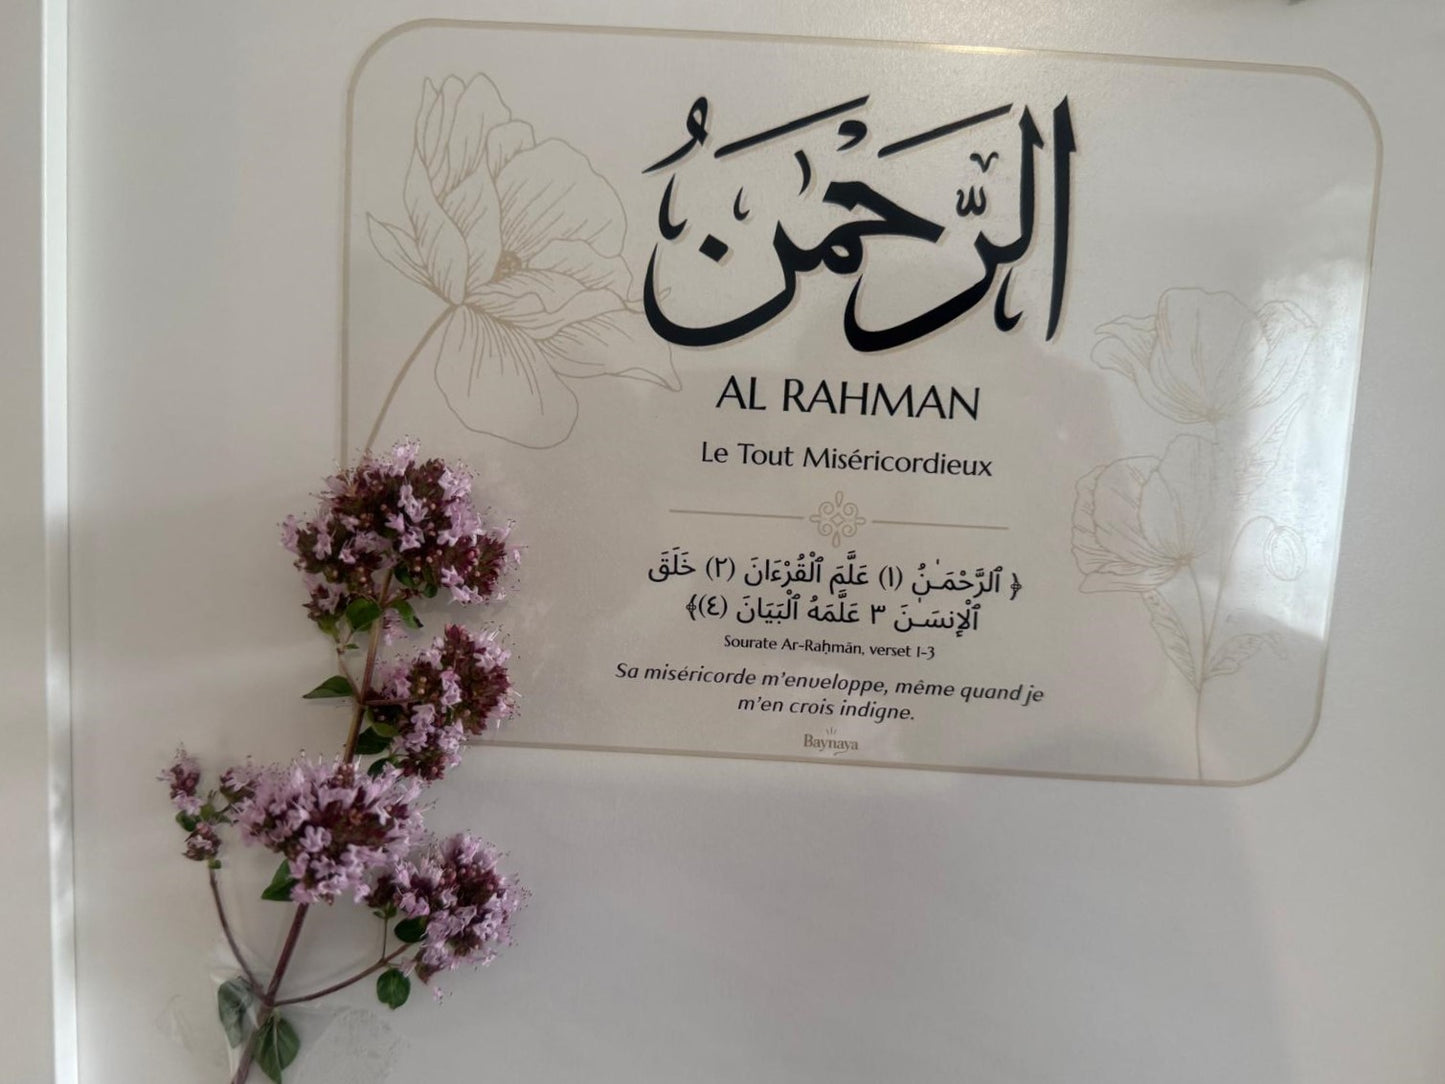 الرَّحْمٰنُ
AL RAHMAN
Le Tout Miséricordieux
﴿ ٱلرَّحْمَـٰنُ (١) عَلَّمَ ٱلْقُرْءَانَ (٢) خَلَقَ
ٱلْإِنسَـٰنَ ٣ عَلَّمَهُ ٱلْبَيَانَ (٤)﴾
Sourate Ar-Raḥmān, verset 1-3
Sa miséricorde m'enveloppe, même quand je
m'en crois indigne.
Baynaya